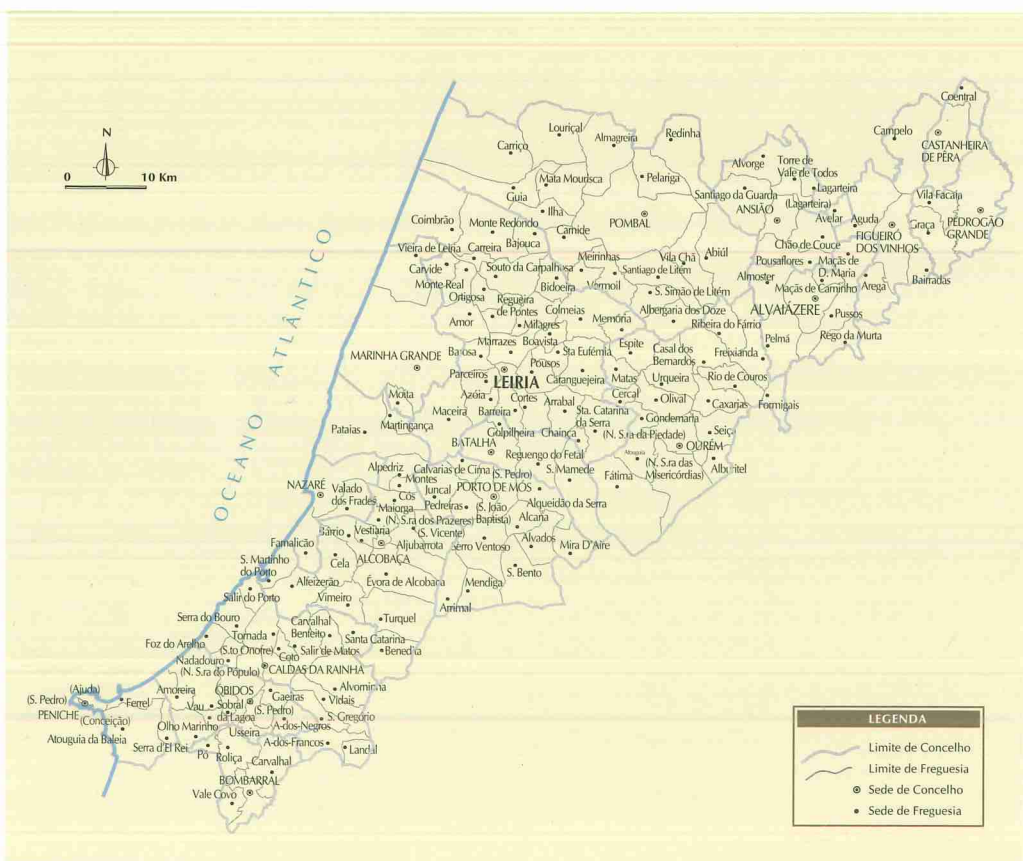 N
0 10 Km
OCEANO ATLÂNTICO
Coentral
Campelo
CASTANHEIRA
DE PÊRA
Louriçal
Almagreira
Redinha
Carriço
Alvorge
Torre de
Vale de Todos
Mata Mourisca
Pelariga
Lagarteira
Santiago da Guarda
(Lagarteira)
Vila Facaia
Guia
Ilhá
ANSIÃO
Avelar
Aguda
PEDROGÃO
GRANDE
Coimbrão
Monte Redondo
Carnide
POMBAL
Graça
FIGUEIRÓ
DOS VINHOS
Vieira de Leiria
Carreira
Bajouca
Chão de Couce
Meirinhas
Vila Chã
Abiúl
Pousaflores
Maçãs de
D. Maria
Carvide
Souto da Carpalhosa
Santiago de Litém
Almoster
Bairradas
Monte Real
Bidoeira
Vermoil
S. Simão de Litém
Maçãs de Caminho
Arega
Ortigosa
Regueira
de Pontes
Colmeias
Albergaria dos Doze
ALVAIÁZERE
Pussos
Amor
Milagres
Memória
Ribeira do Fárrio
Pelmá
Rego da Murta
Marrazes
Boavista
Espite
Casal dos
Bernardos
MARINHA GRANDE
Barosa
Sta Eufémia
Freixianda
Pousos
Parceiros
LEIRIA
Caranguejeira
Matas
Urqueira
Rio de Couros
Moita
Azóia
Cortes
Arrabal
Cercal
Olival
Caxarias
Formigais
Maceira
Barreira
Sta. Catarina
da Serra
Gondemaria
Pataias
Martingança
Golpilheira
Chainça
(N. S.ra da Piedade)
Seiça
BATALHA
OURÉM
Reguengo do Fetal
Atouguia
(N. S.ra das
Misericórdias)
Alburitel
Alpedriz
Calvarias de Cima
(S. Pedro)
S. Mamede
Fátima
NAZARÉ
Montes
Valado
dos Frades
Cós
Juncal
PORTO DE MÓS
Maiorga
Pedreiras
(S. João
Baptista)
Alqueidão da Serra
(N. S.ra dos Prazeres)
Alcaria
Bárrio
Vestiaria
(S. Vicente)
Famalicão
Aljubarrota
Serro Ventoso
Alvados
Mira D'Aire
S. Martinho
do Porto
Cela
ALCOBAÇA
S. Bento
Alfeizerão
Évora de Alcobaça
Mendiga
Salir do Porto
Vimeiro
Arrimal
Serra do Bouro
Carvalhal
Benfeito
Turquel
Foz do Arelho
Tornada
Santa Catarina
(S.to Onofre)
Coto
Salir de Matos
Benedita
Nadadouro
(N. S.ra do Pópulo)
CALDAS DA RAINHA
(Ajuda)
Amoreira
ÓBIDOS
Alvorninha
(S. Pedro)
Ferrel
Gaeiras
Vidais
PENICHE
Vau
Sobral
da Lagoa
(S. Pedro)
(Conceição)
Olho Marinho
A-dos-Negros
S. Gregório
Atouguia da Baleia
Usseira
Serra d'El Rei
A-dos-Francos
Landal
Pó
Roliça
Carvalhal
BOMBARRAL
Vale Covo
LEGENDA
Limite de Concelho
Limite de Freguesia
Sede de Concelho
Sede de Freguesia